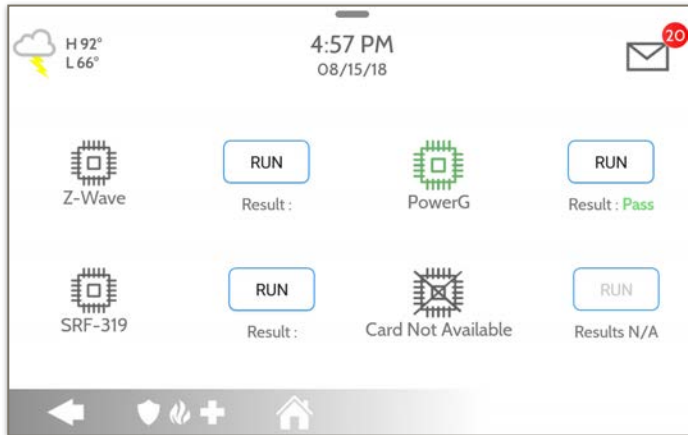 H 92°
L 66°
4:57 PM
08/15/18
20
Z-Wave
RUN
Result :
PowerG
RUN
Result : Pass
SRF-319
RUN
Result :
Card Not Available
RUN
Results N/A